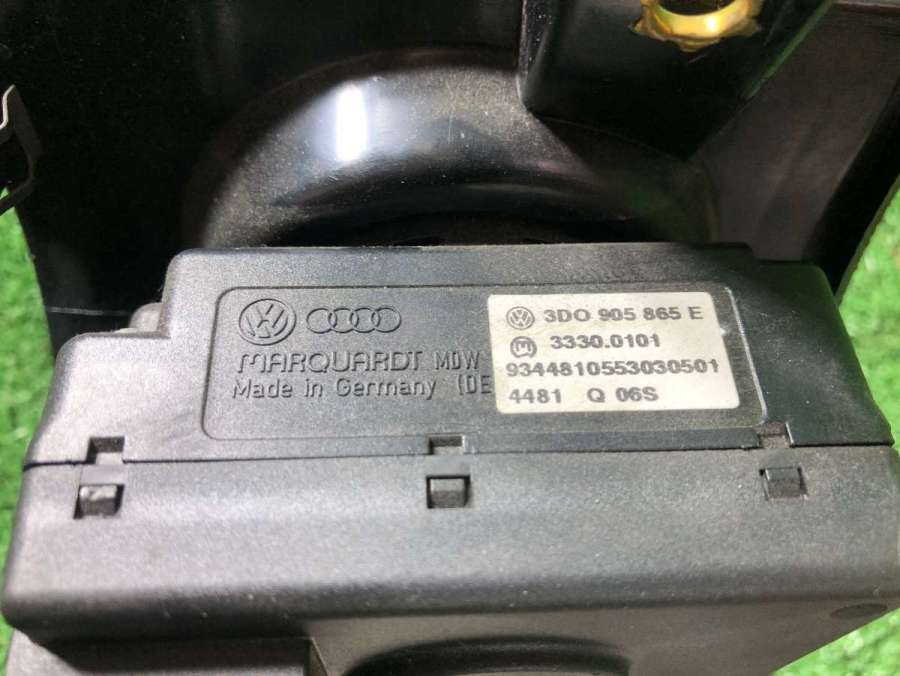 MARQUARDT MDW
Made in Germany (DE
3D0 905 865 E
3330.0101
9344810553030501
4481 Q 06S